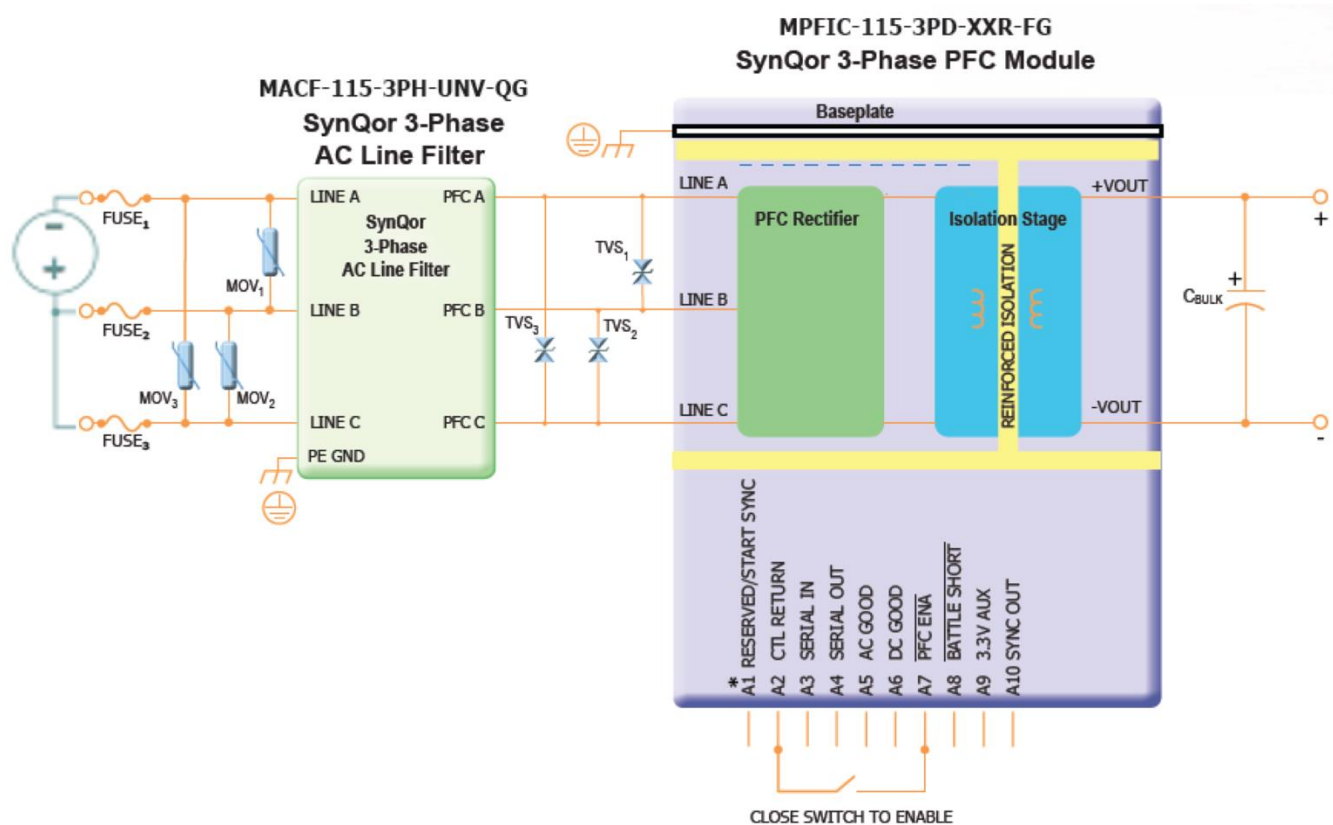 MPFIC-115-3PD-XXR-FG
SynQor 3-Phase PFC Module
MACF-115-3PH-UNV-QG
SynQor 3-Phase
AC Line Filter
Baseplate
FUSE1
FUSE2
FUSE3
MOV1
MOV3
MOV2
LINE A
PFC A
SynQor
3-Phase
AC Line Filter
LINE B
PFC B
LINE C
PFC C
PE GND
TVS1
TVS3
TVS2
LINE A
LINE B
LINE C
PFC Rectifier
Isolation Stage
REINFORCED ISOLATION
+VOUT
-VOUT
+
CBULK
+
-
-
+
*
A1 RESERVED/START SYNC
A2 CTL RETURN
A3 SERIAL IN
A4 SERIAL OUT
A5 AC GOOD
A6 DC GOOD
A7 PFC ENA
A8 BATTLE SHORT
A9 3.3V AUX
A10 SYNC OUT
CLOSE SWITCH TO ENABLE